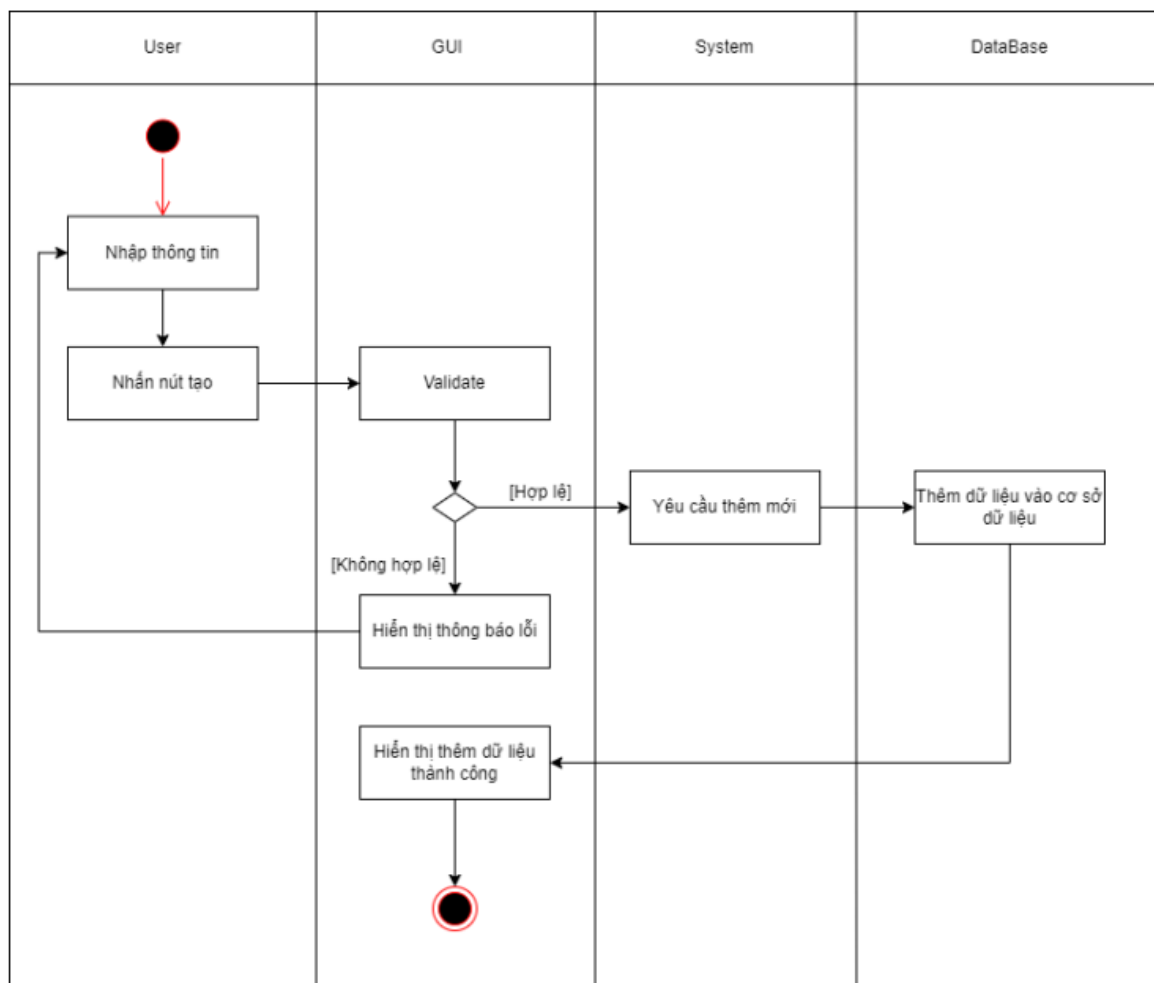 User
GUI
System
DataBase
Nhập thông tin
Nhấn nút tạo
Validate
[Hợp lệ]
Yêu cầu thêm mới
Thêm dữ liệu vào cơ sở
dữ liệu
[Không hợp lệ]
Hiển thị thông báo lỗi
Hiển thị thêm dữ liệu
thành công